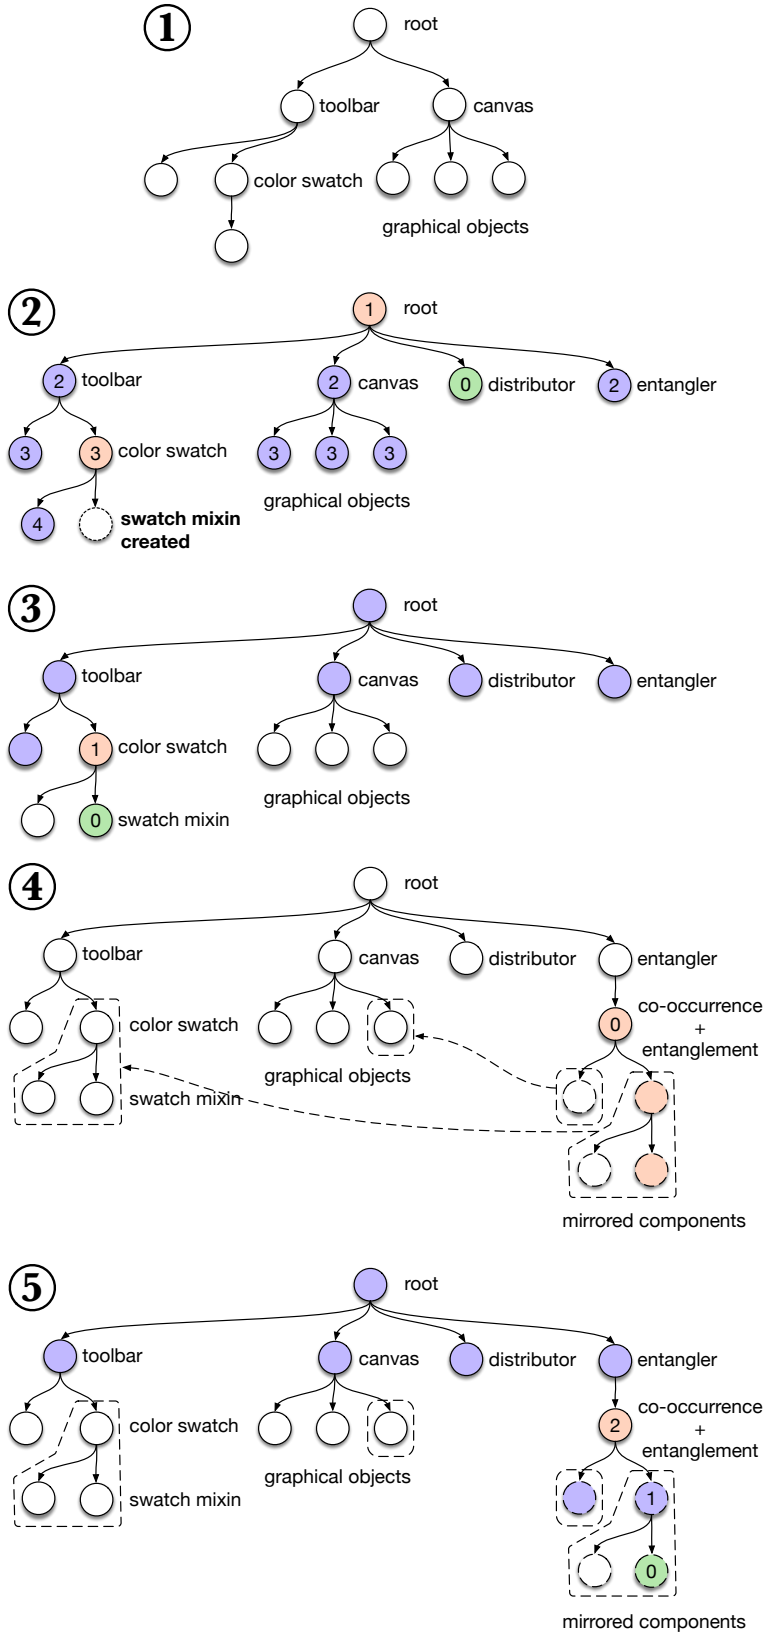 1
root
toolbar
canvas
color swatch
graphical objects
2
1
root
2
toolbar
2
canvas
0
distributor
2
entangler
3
3
color swatch
3
3
3
graphical objects
4
swatch mixin
created
3
root
toolbar
canvas
distributor
entangler
1
color swatch
graphical objects
0
swatch mixin
4
root
toolbar
canvas
distributor
entangler
color swatch
graphical objects
swatch mixin
0
co-occurrence
+
entanglement
mirrored components
5
root
toolbar
canvas
distributor
entangler
color swatch
graphical objects
swatch mixin
2
co-occurrence
+
entanglement
1
0
mirrored components